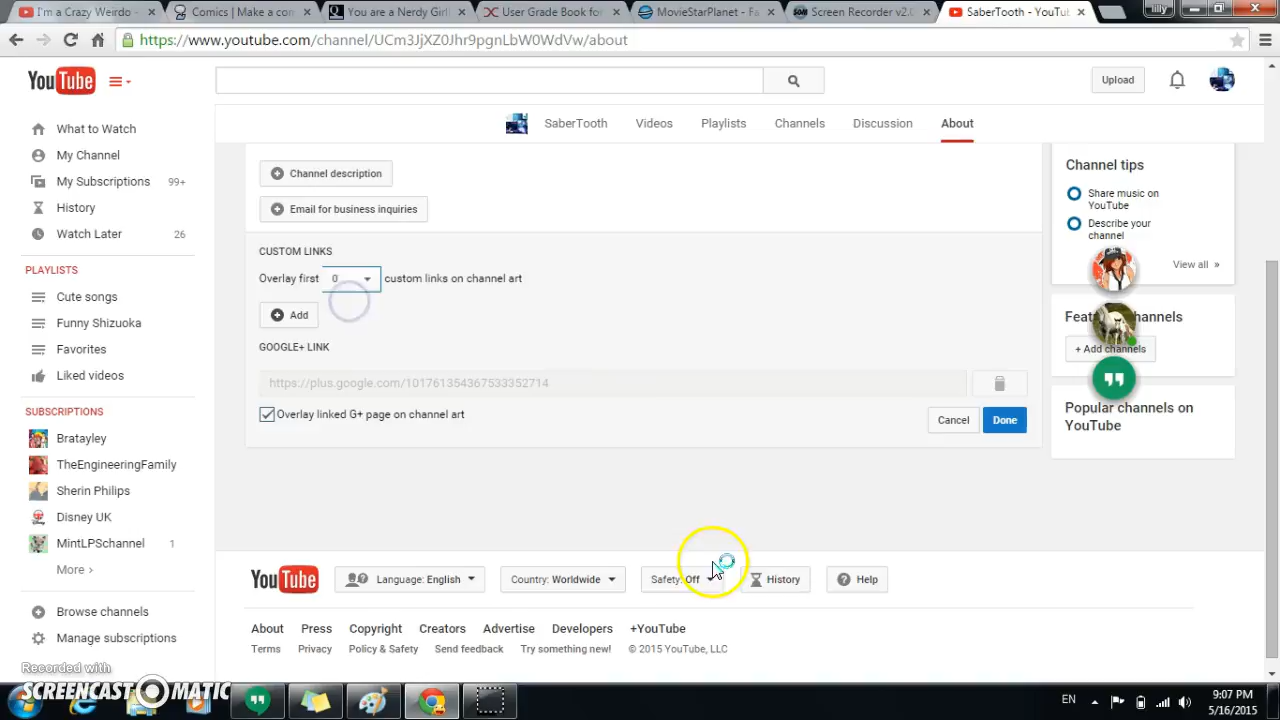 I'm a Crazy Weirdo -
Comics | Make a con
You are a Nerdy Girl!
User Grade Book for
MovieStarPlanet - Fa
Screen Recorder v2.0
SaberTooth - YouTu
Illy
https://www.youtube.com/channel/UCm3JjXZ0Jhr9pgnLbW0WdVw/about
YouTube
Upload
SaberTooth Videos Playlists Channels Discussion About
What to Watch
My Channel
My Subscriptions 99+
History
Watch Later 26
PLAYLISTS
Cute songs
Funny Shizuoka
Favorites
Liked videos
SUBSCRIPTIONS
Bratayley
TheEngineeringFamily
Sherin Philips
Disney UK
MintLPSchannel 1
More ›
Browse channels
Manage subscriptions
Channel description
Email for business inquiries
CUSTOM LINKS
Overlay first 0 custom links on channel art
Add
GOOGLE+ LINK
https://plus.google.com/101761354367533352714
Overlay linked G+ page on channel art
Cancel Done
Channel tips
Share music on
YouTube
Describe your
channel
View all »
+ Add channels
Popular channels on
YouTube
YouTube Language: English Country: Worldwide Safety: Off History Help
About Press Copyright Creators Advertise Developers +YouTube
Terms Privacy Policy & Safety Send feedback Try something new! © 2015 YouTube, LLC
Recorded with
SCREENCAST MATIC
EN
9:07 PM
5/16/2015